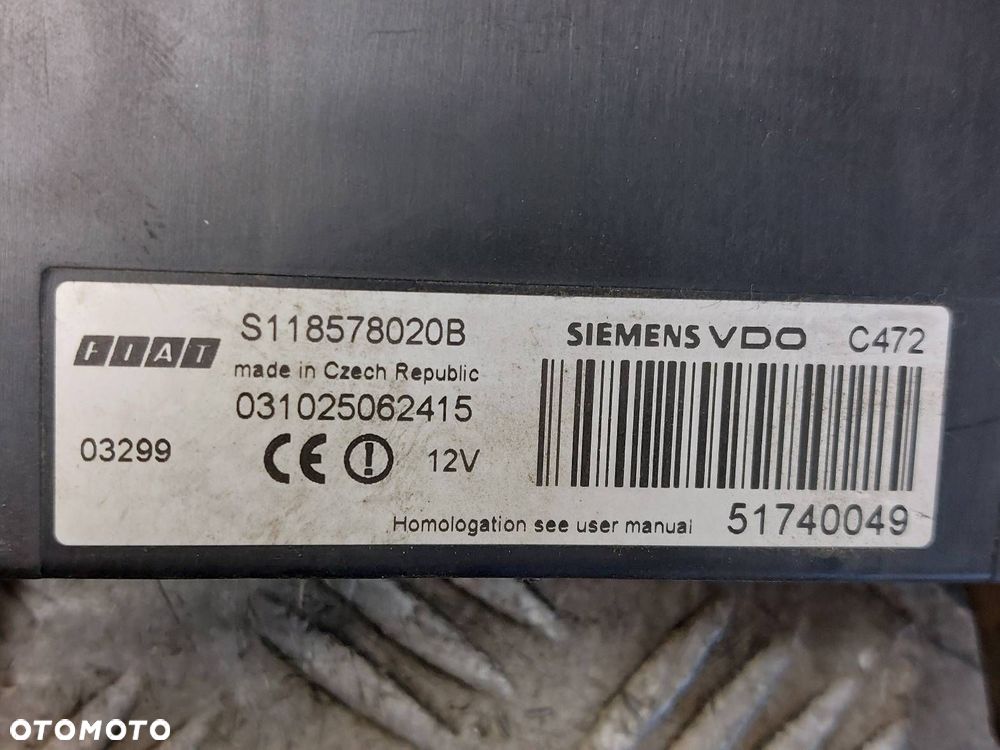 FIAT
S118578020B
made in Czech Republic
031025062415
03299
CE
12V
SIEMENS VDO C472
Homologation see user manual
51740049
OTOMOTO